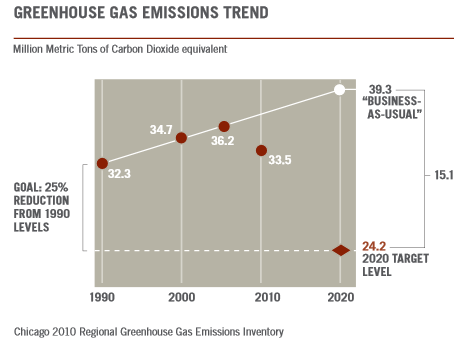 GREENHOUSE GAS EMISSIONS TREND
Million Metric Tons of Carbon Dioxide equivalent
39.3
"BUSINESS-
AS-USUAL"
34.7
36.2
33.5
32.3
15.1
GOAL: 25%
REDUCTION
FROM 1990
LEVELS
24.2
2020 TARGET
LEVEL
1990 2000 2010 2020
Chicago 2010 Regional Greenhouse Gas Emissions Inventory